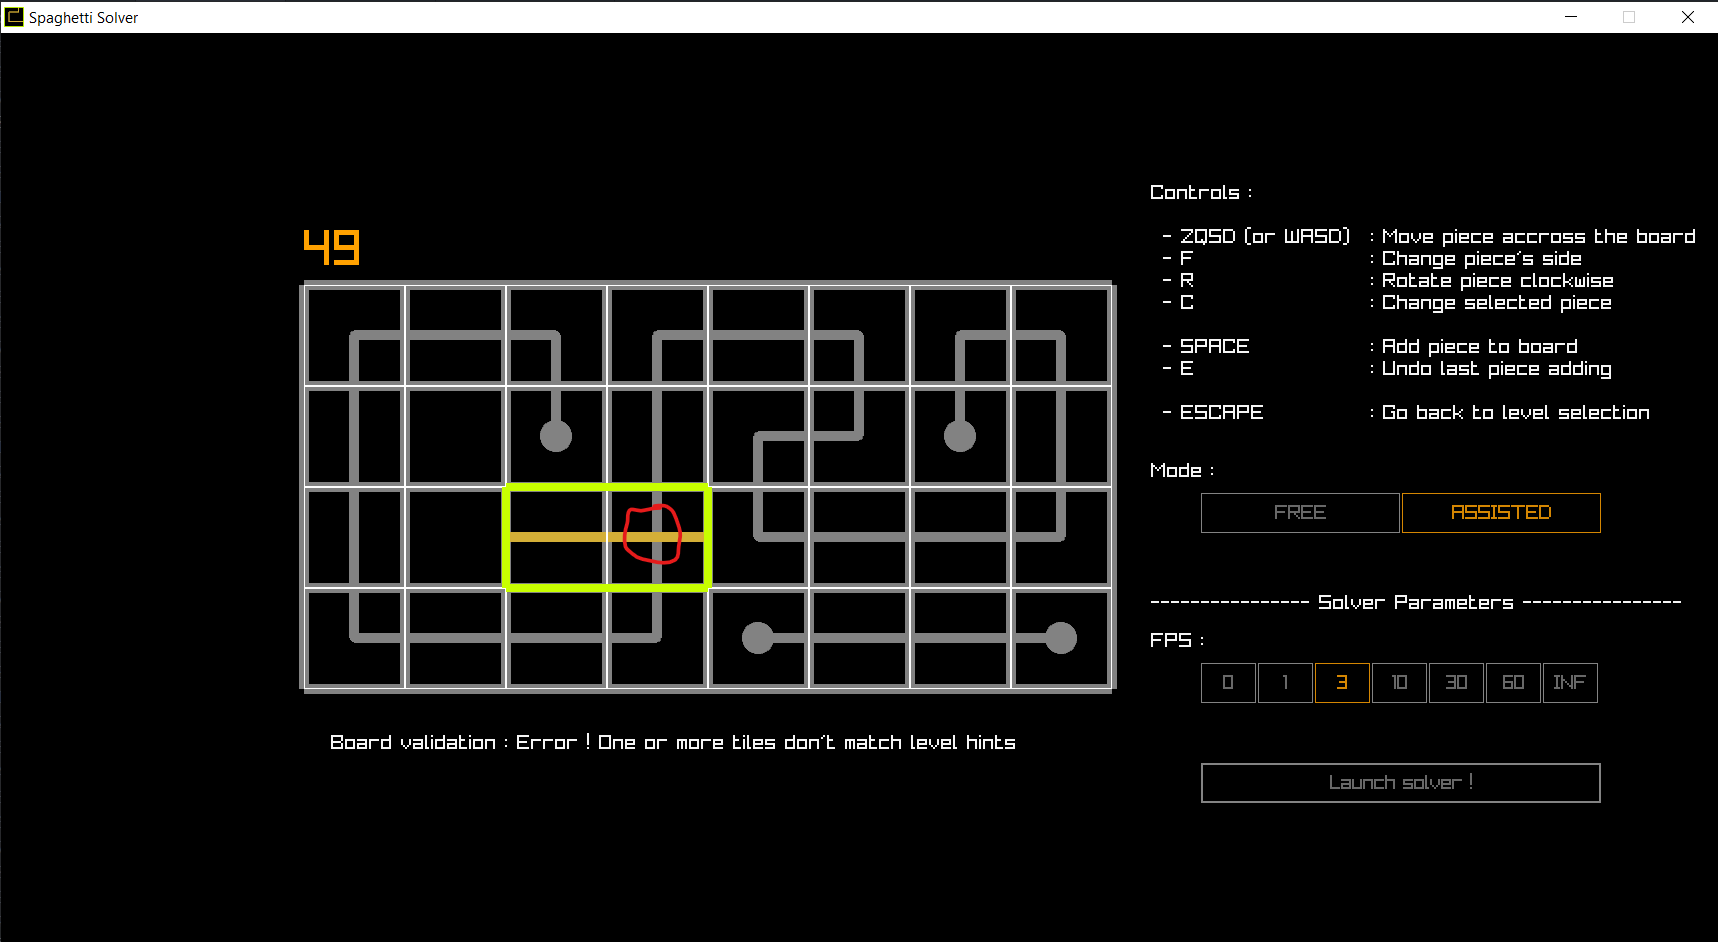 Spaghetti Solver
49
Controls :
- ZQSD (or WASD) : Move piece accross the board
- F : Change piece's side
- R : Rotate piece clockwise
- C : Change selected piece
- SPACE : Add piece to board
- E : Undo last piece adding
- ESCAPE : Go back to level selection
Mode :
FREE ASSISTED
---------------- Solver Parameters ----------------
FPS :
0 1 3 10 30 60 INF
Board validation : Error ! One or more tiles don't match level hints
Launch solver !